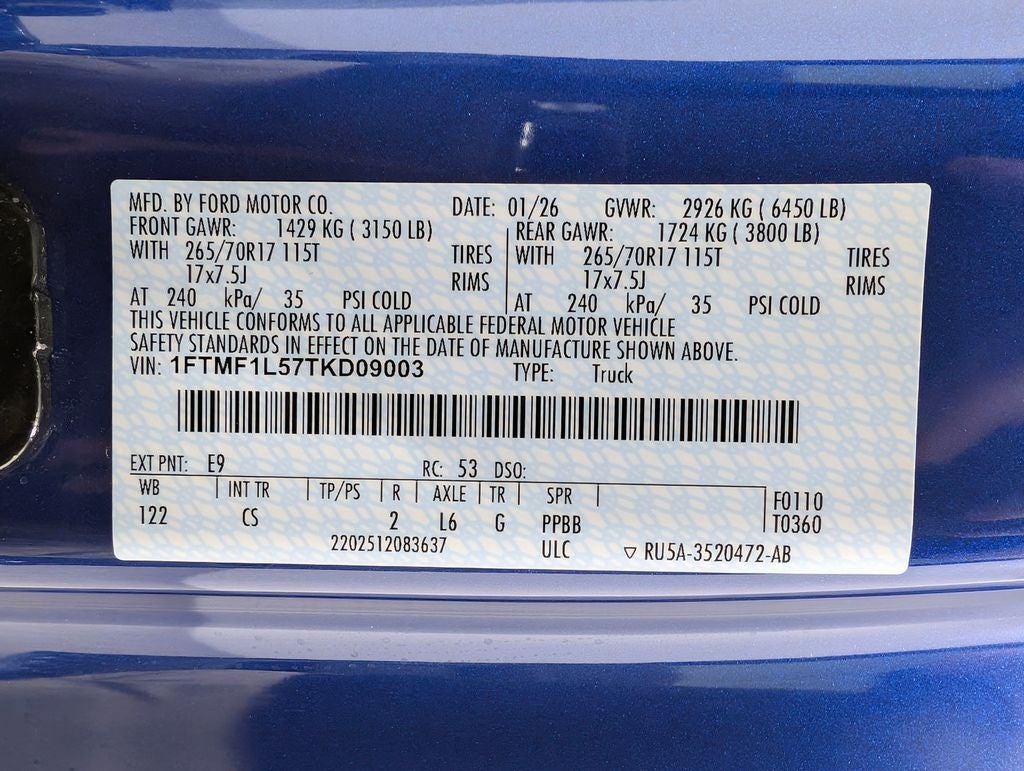 MFD. BY FORD MOTOR CO. DATE: 01/26 GVWR: 2926 KG ( 6450 LB)
FRONT GAWR: 1429 KG ( 3150 LB) REAR GAWR: 1724 KG ( 3800 LB)
WITH 265/70R17 115T TIRES WITH 265/70R17 115T TIRES
17x7.5J RIMS 17x7.5J RIMS
AT 240 kPa/ 35 PSI COLD AT 240 kPa/ 35 PSI COLD
THIS VEHICLE CONFORMS TO ALL APPLICABLE FEDERAL MOTOR VEHICLE
SAFETY STANDARDS IN EFFECT ON THE DATE OF MANUFACTURE SHOWN ABOVE.
VIN: 1FTMF1L57TKD09003 TYPE: Truck
EXT PNT: E9 RC: 53 DSO:
WB INT TR TP/PS R AXLE TR SPR F0110
122 CS 2 L6 G PPBB T0360
2202512083637 ULC ▽ RU5A-3520472-AB